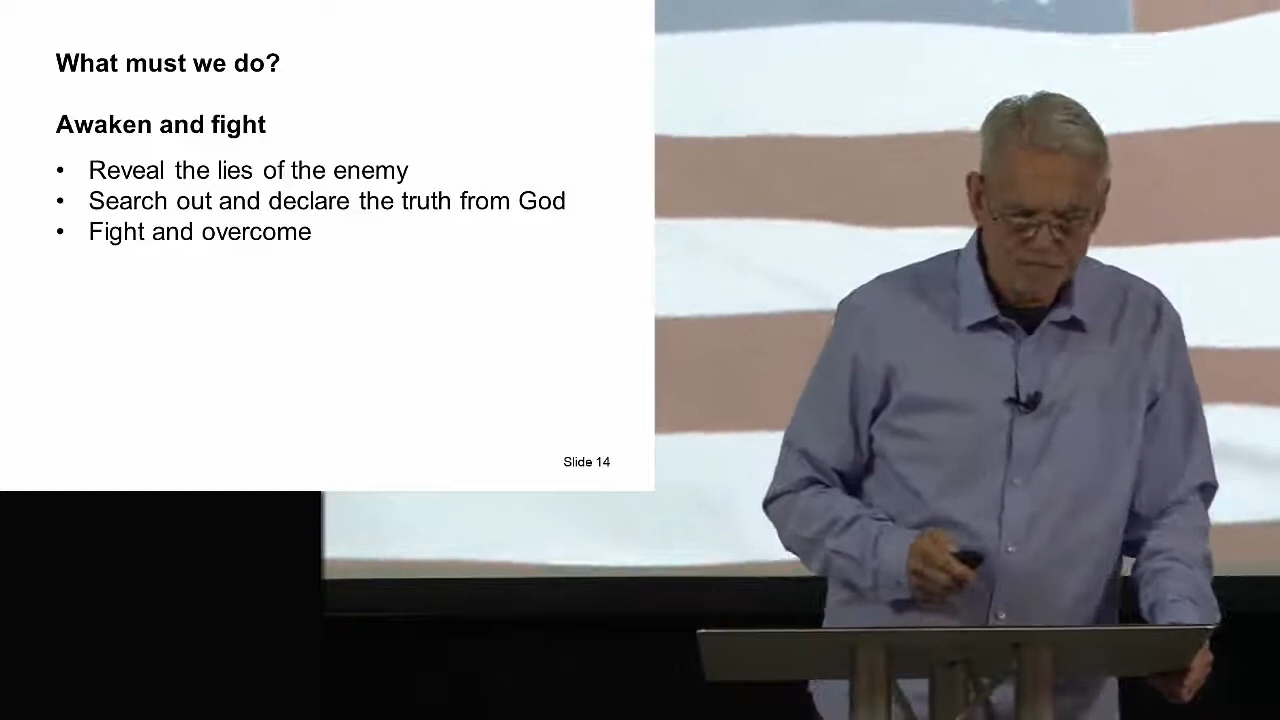 What must we do?
Awaken and fight
• Reveal the lies of the enemy
• Search out and declare the truth from God
• Fight and overcome
Slide 14